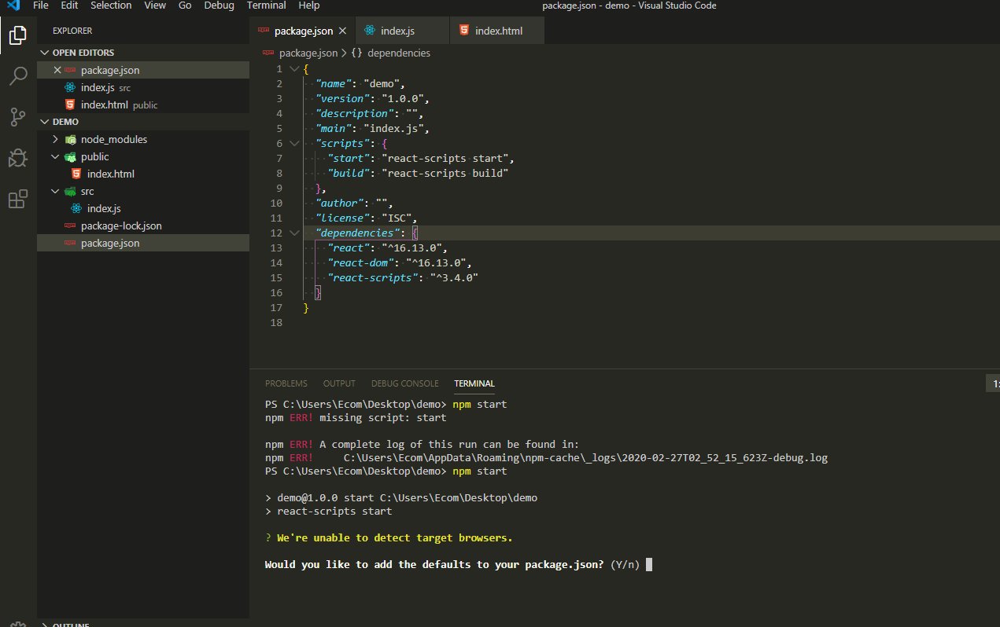 File Edit Selection View Go Debug Terminal Help package.json - demo - Visual Studio Code
EXPLORER
OPEN EDITORS
package.json
index.js src
index.html public
DEMO
node_modules
public
index.html
src
index.js
package-lock.json
package.json
OUTLINE
package.json index.js index.html
package.json > {} dependencies
1 {
2 "name": "demo",
3 "version": "1.0.0",
4 "description": "",
5 "main": "index.js",
6 "scripts": {
7 "start": "react-scripts start",
8 "build": "react-scripts build"
9 },
10 "author": "",
11 "license": "ISC",
12 "dependencies": {
13 "react": "^16.13.0",
14 "react-dom": "^16.13.0",
15 "react-scripts": "^3.4.0"
16 }
17 }
18
PROBLEMS OUTPUT DEBUG CONSOLE TERMINAL 1:
PS C:\Users\Ecom\Desktop\demo> npm start
npm ERR! missing script: start
npm ERR! A complete log of this run can be found in:
npm ERR!     C:\Users\Ecom\AppData\Roaming\npm-cache\_logs\2020-02-27T02_52_15_623Z-debug.log
PS C:\Users\Ecom\Desktop\demo> npm start
> demo@1.0.0 start C:\Users\Ecom\Desktop\demo
> react-scripts start
? We're unable to detect target browsers.
Would you like to add the defaults to your package.json? (Y/n)